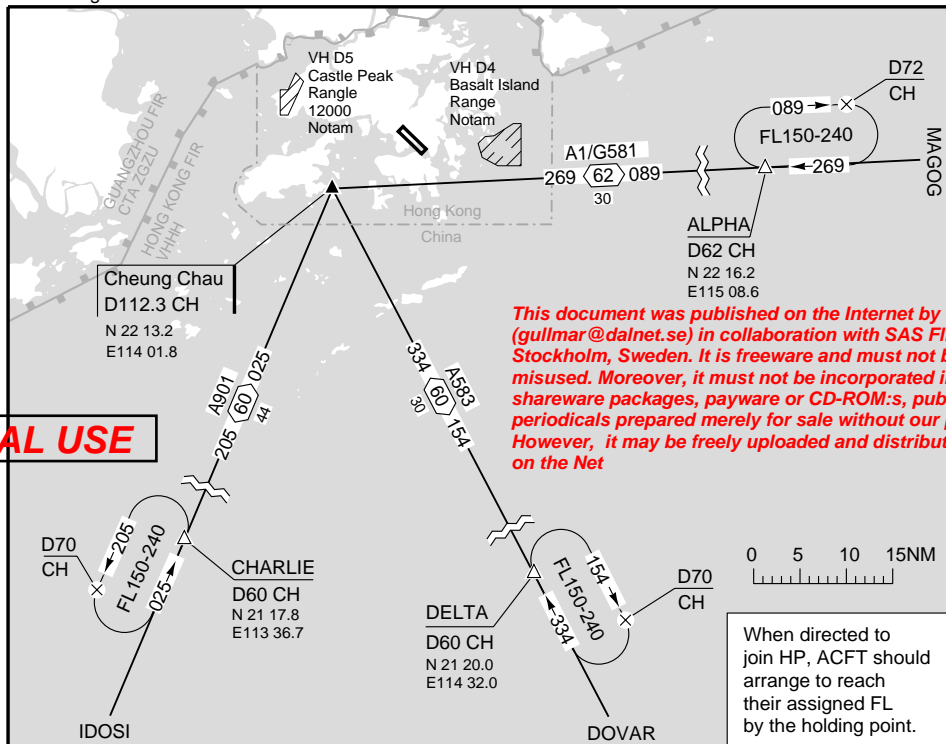 VH D5
Castle Peak
Rangle
12000
Notam
VH D4
Basalt Island
Range
Notam
D72
CH
089
FL150-240
269
MAGOG
A1/G581
269 62 089
30
GUANGZHOU FIR
CTA ZGZU
HONG KONG FIR
VHHH
Hong Kong
China
ALPHA
D62 CH
N 22 16.2
E115 08.6
Cheung Chau
D112.3 CH
N 22 13.2
E114 01.8
This document was published on the Internet by
(gullmar@dalnet.se) in collaboration with SAS
Stockholm, Sweden. It is freeware and must not
misused. Moreover, it must not be incorporated
shareware packages, payware or CD-ROM:s,
periodicals prepared merely for sale without our
However, it may be freely uploaded and
on the Net
A901
205 60 025
44
334 60 154
A583
30
USE
D70
CH
205
FL150-240
025
CHARLIE
D60 CH
N 21 17.8
E113 36.7
IDOSI
DELTA
D60 CH
N 21 20.0
E114 32.0
154
FL150-240
334
D70
CH
DOVAR
0 5 10 15NM
When directed to
join HP, ACFT should
arrange to reach
their assigned FL
by the holding point.